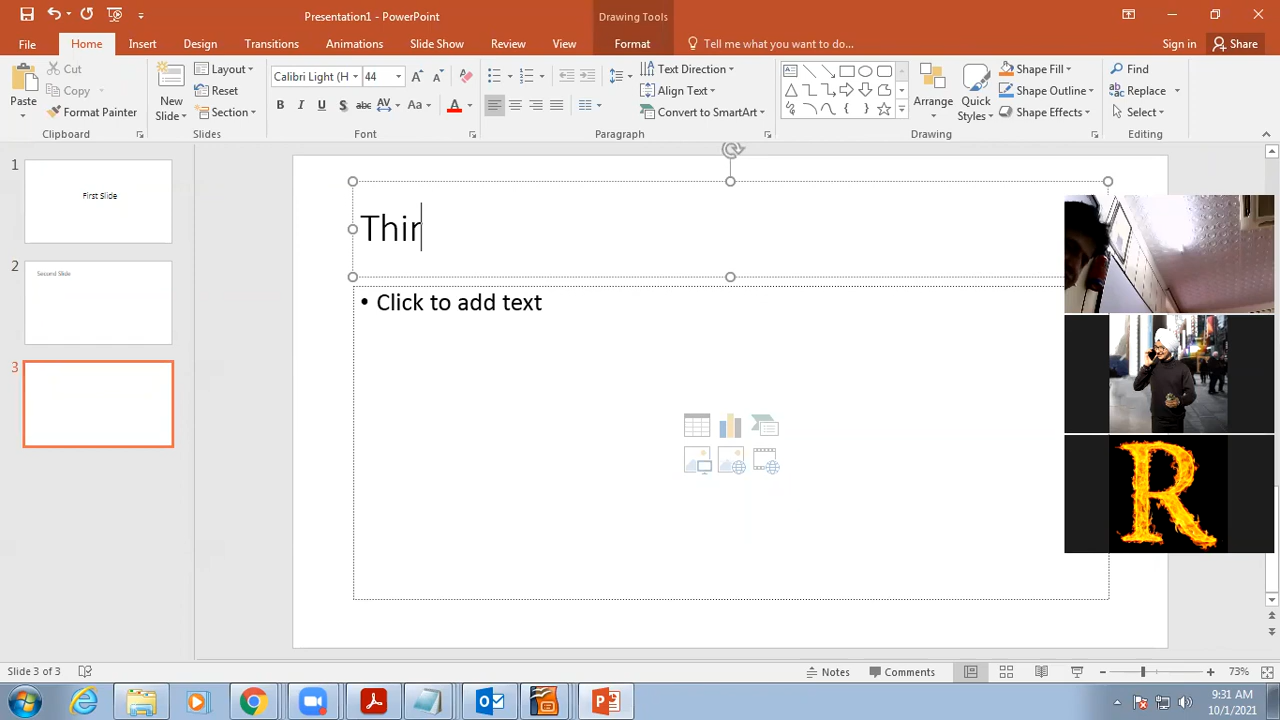 Presentation1 - PowerPoint
Drawing Tools
File
Home
Insert
Design
Transitions
Animations
Slide Show
Review
View
Format
Tell me what you want to do...
Sign in
Share
Paste
Cut
Copy
Format Painter
Clipboard
New Slide
Layout
Reset
Section
Slides
Calibri Light (H
44
B I U S abc AV Aa A
Font
Text Direction
Align Text
Convert to SmartArt
Paragraph
Arrange
Quick Styles
Shape Fill
Shape Outline
Shape Effects
Drawing
Find
Replace
Select
Editing
1
First Slide
2
Second Slide
3
Thir
• Click to add text
R
Slide 3 of 3
Notes
Comments
73%
9:31 AM
10/1/2021